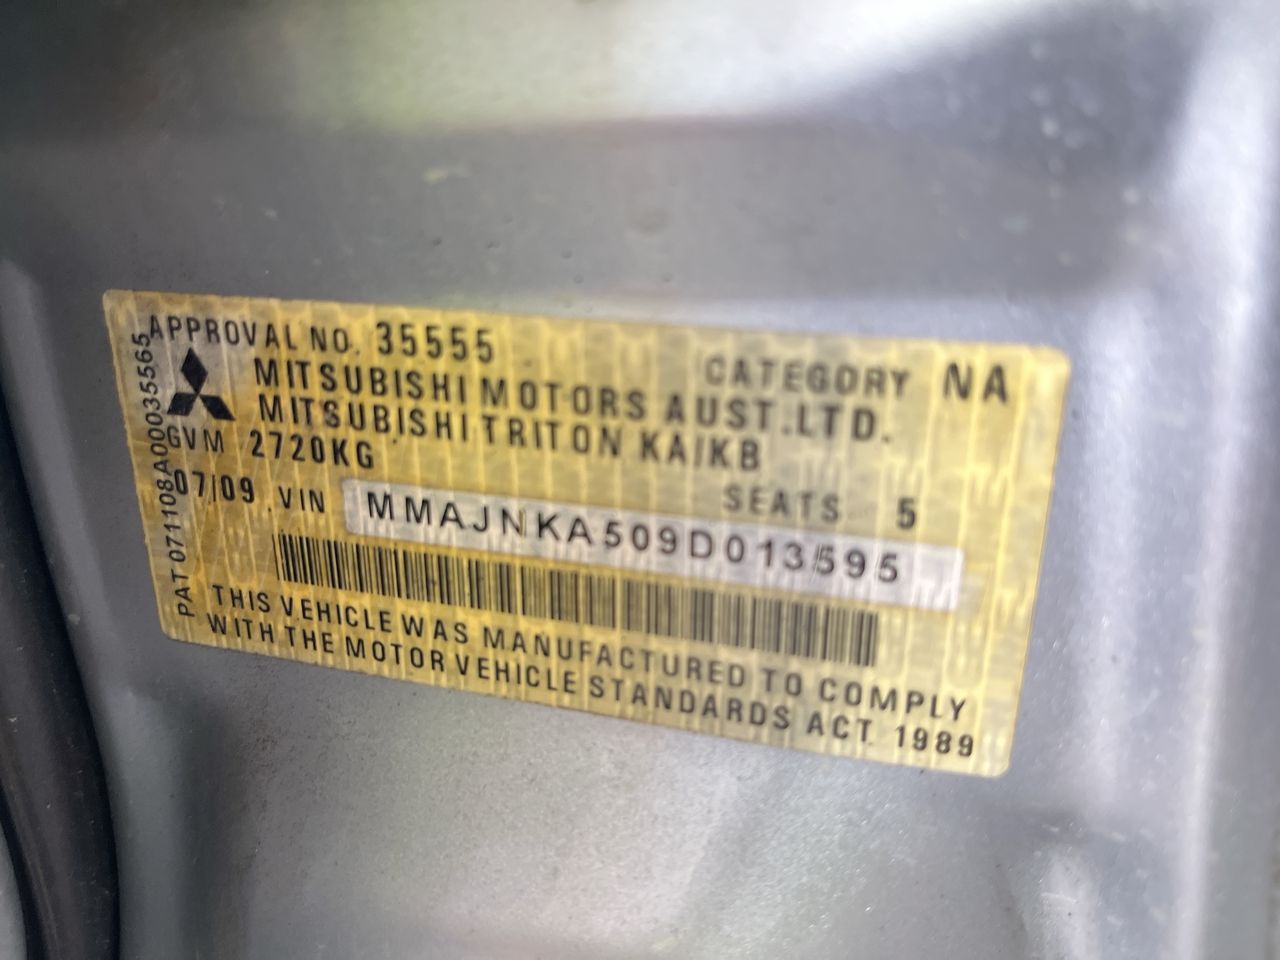 APPROVAL NO. 35555
CATEGORY NA
MITSUBISHI MOTORS AUST.LTD.
MITSUBISHI TRITON KA/KB
GVM 2720KG
SEATS 5
07/09 VIN MMAJNKA509D013595
THIS VEHICLE WAS MANUFACTURED TO COMPLY
WITH THE MOTOR VEHICLE STANDARDS ACT 1989
PAT 071108A000035565